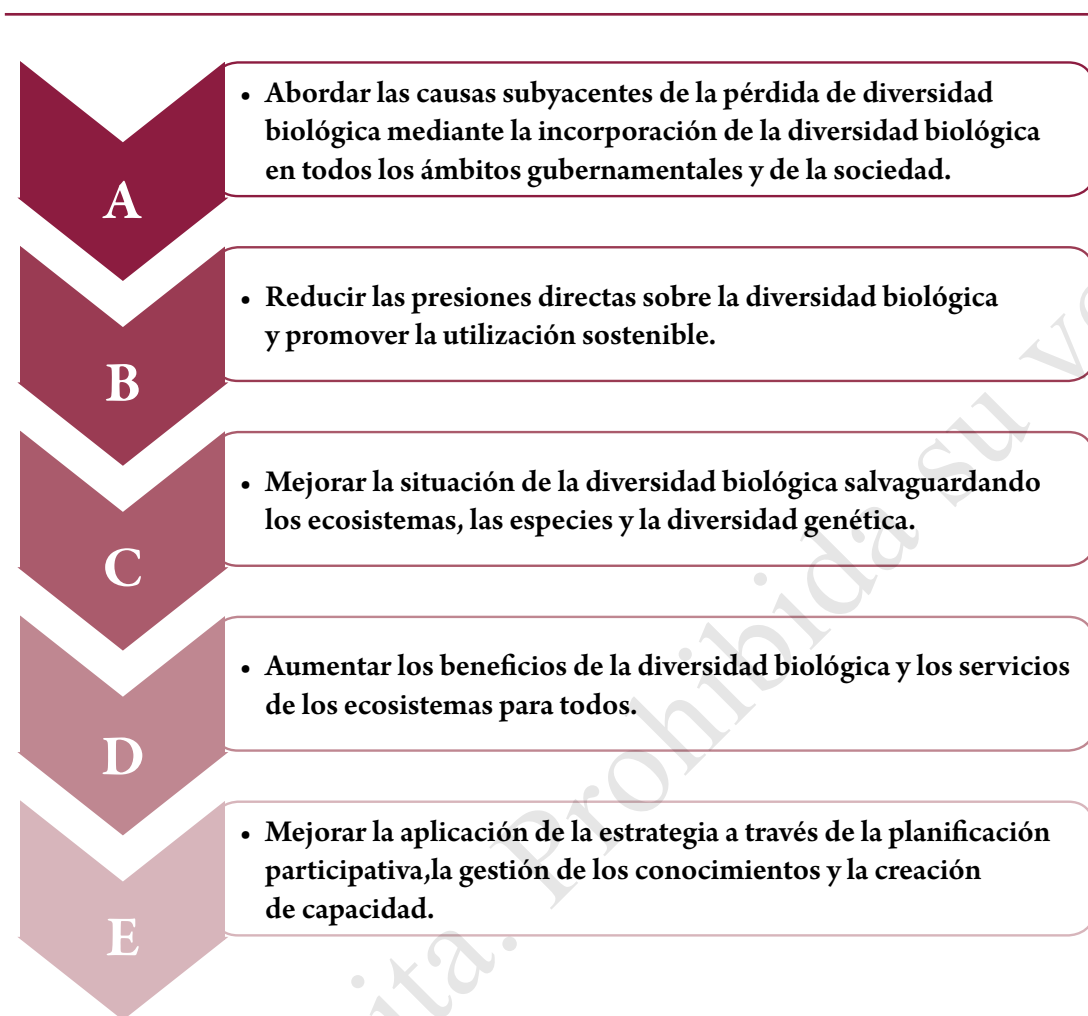 A
• Abordar las causas subyacentes de la pérdida de diversidad
biológica mediante la incorporación de la diversidad biológica
en todos los ámbitos gubernamentales y de la sociedad.
B
• Reducir las presiones directas sobre la diversidad biológica
y promover la utilización sostenible.
C
• Mejorar la situación de la diversidad biológica salvaguardando
los ecosistemas, las especies y la diversidad genética.
D
• Aumentar los beneficios de la diversidad biológica y los servicios
de los ecosistemas para todos.
E
• Mejorar la aplicación de la estrategia a través de la planificación
participativa,la gestión de los conocimientos y la creación
de capacidad.
Prohibida su